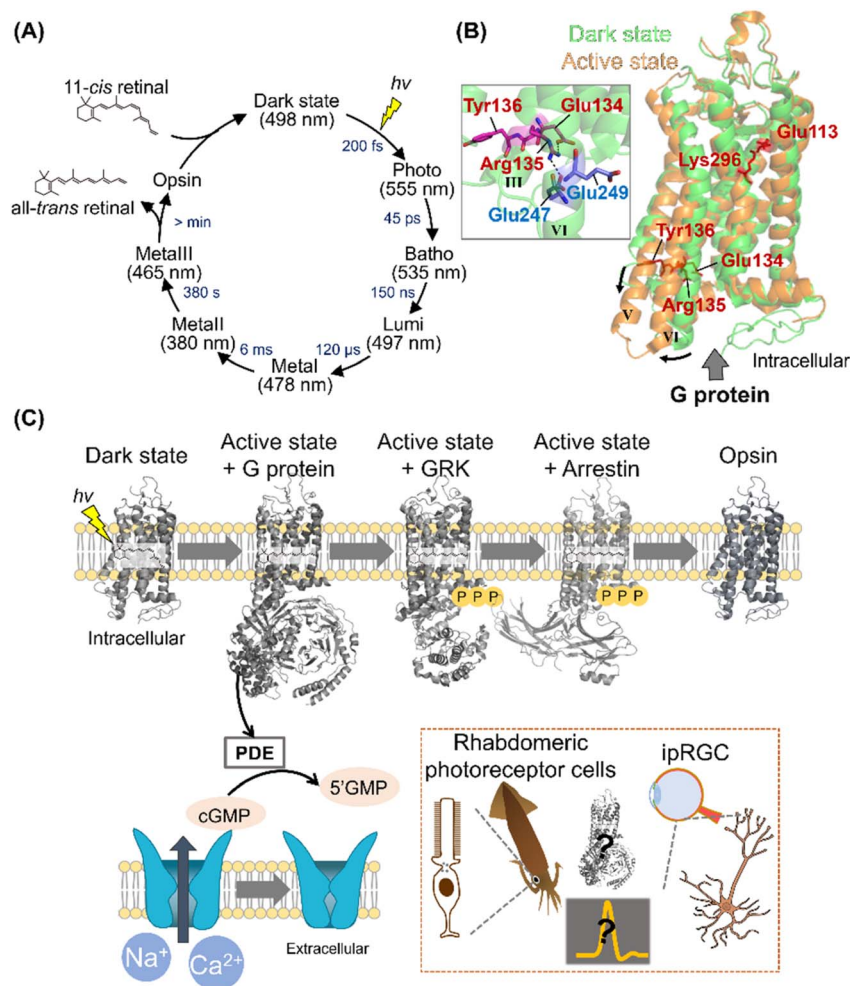 (A)
11-cis retinal
Dark state
(498 nm)
hv
200 fs
Photo
(555 nm)
45 ps
Batho
(535 nm)
150 ns
Lumi
(497 nm)
120 µs
MetaI
(478 nm)
6 ms
MetaII
(380 nm)
380 s
MetaIII
(465 nm)
> min
Opsin
all-trans retinal
(B)
Dark state
Active state
Tyr136
Glu134
Arg135
III
Glu249
Glu247
VI
Glu113
Lys296
Tyr136
Glu134
Arg135
V
VI
Intracellular
G protein
(C)
Dark state
Active state
+ G protein
Active state
+ GRK
Active state
+ Arrestin
Opsin
hv
P P P
P P P
Intracellular
PDE
cGMP
5'GMP
Na+
Ca2+
Extracellular
Rhabdomeric
photoreceptor cells
ipRGC
?
?